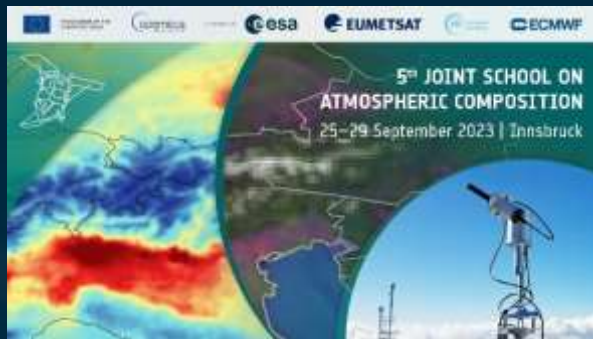 esa
EUMETSAT
ECMWF
5TH JOINT SCHOOL ON
ATMOSPHERIC COMPOSITION
25–29 September 2023 | Innsbruck